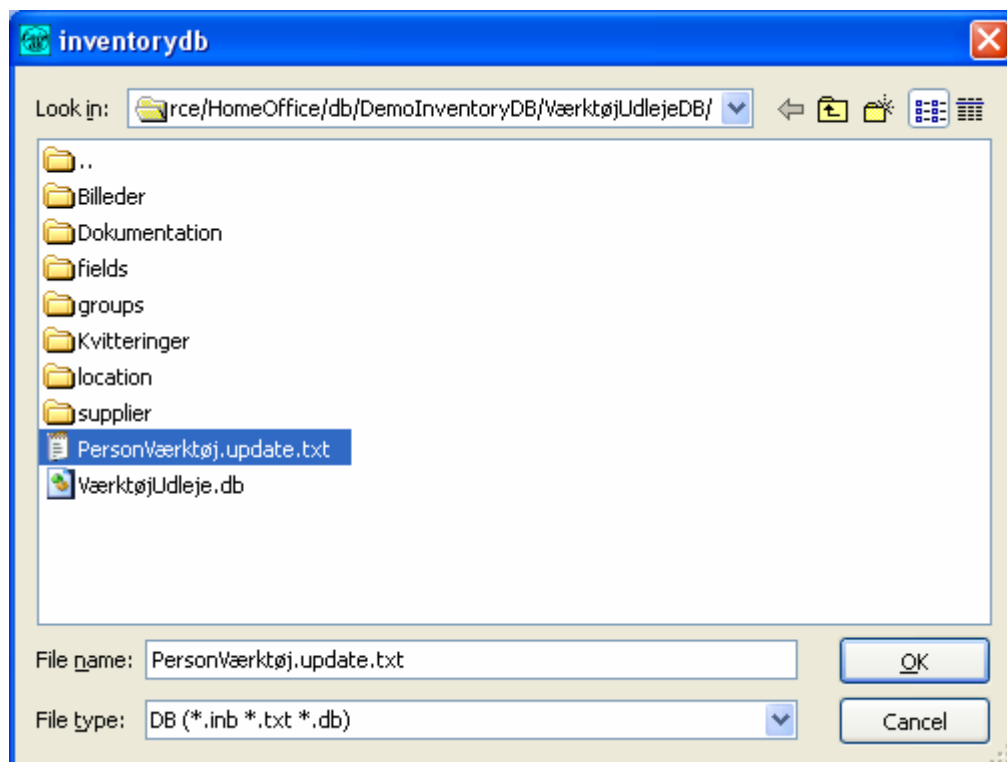 inventorydb
Look in: rce/HomeOffice/db/DemoInventoryDB/VærktøjUdlejeDB/
..
Billeder
Dokumentation
fields
groups
Kvitteringer
location
supplier
PersonVærktøj.update.txt
VærktøjUdleje.db
File name: PersonVærktøj.update.txt OK
File type: DB (*.inb *.txt *.db) Cancel